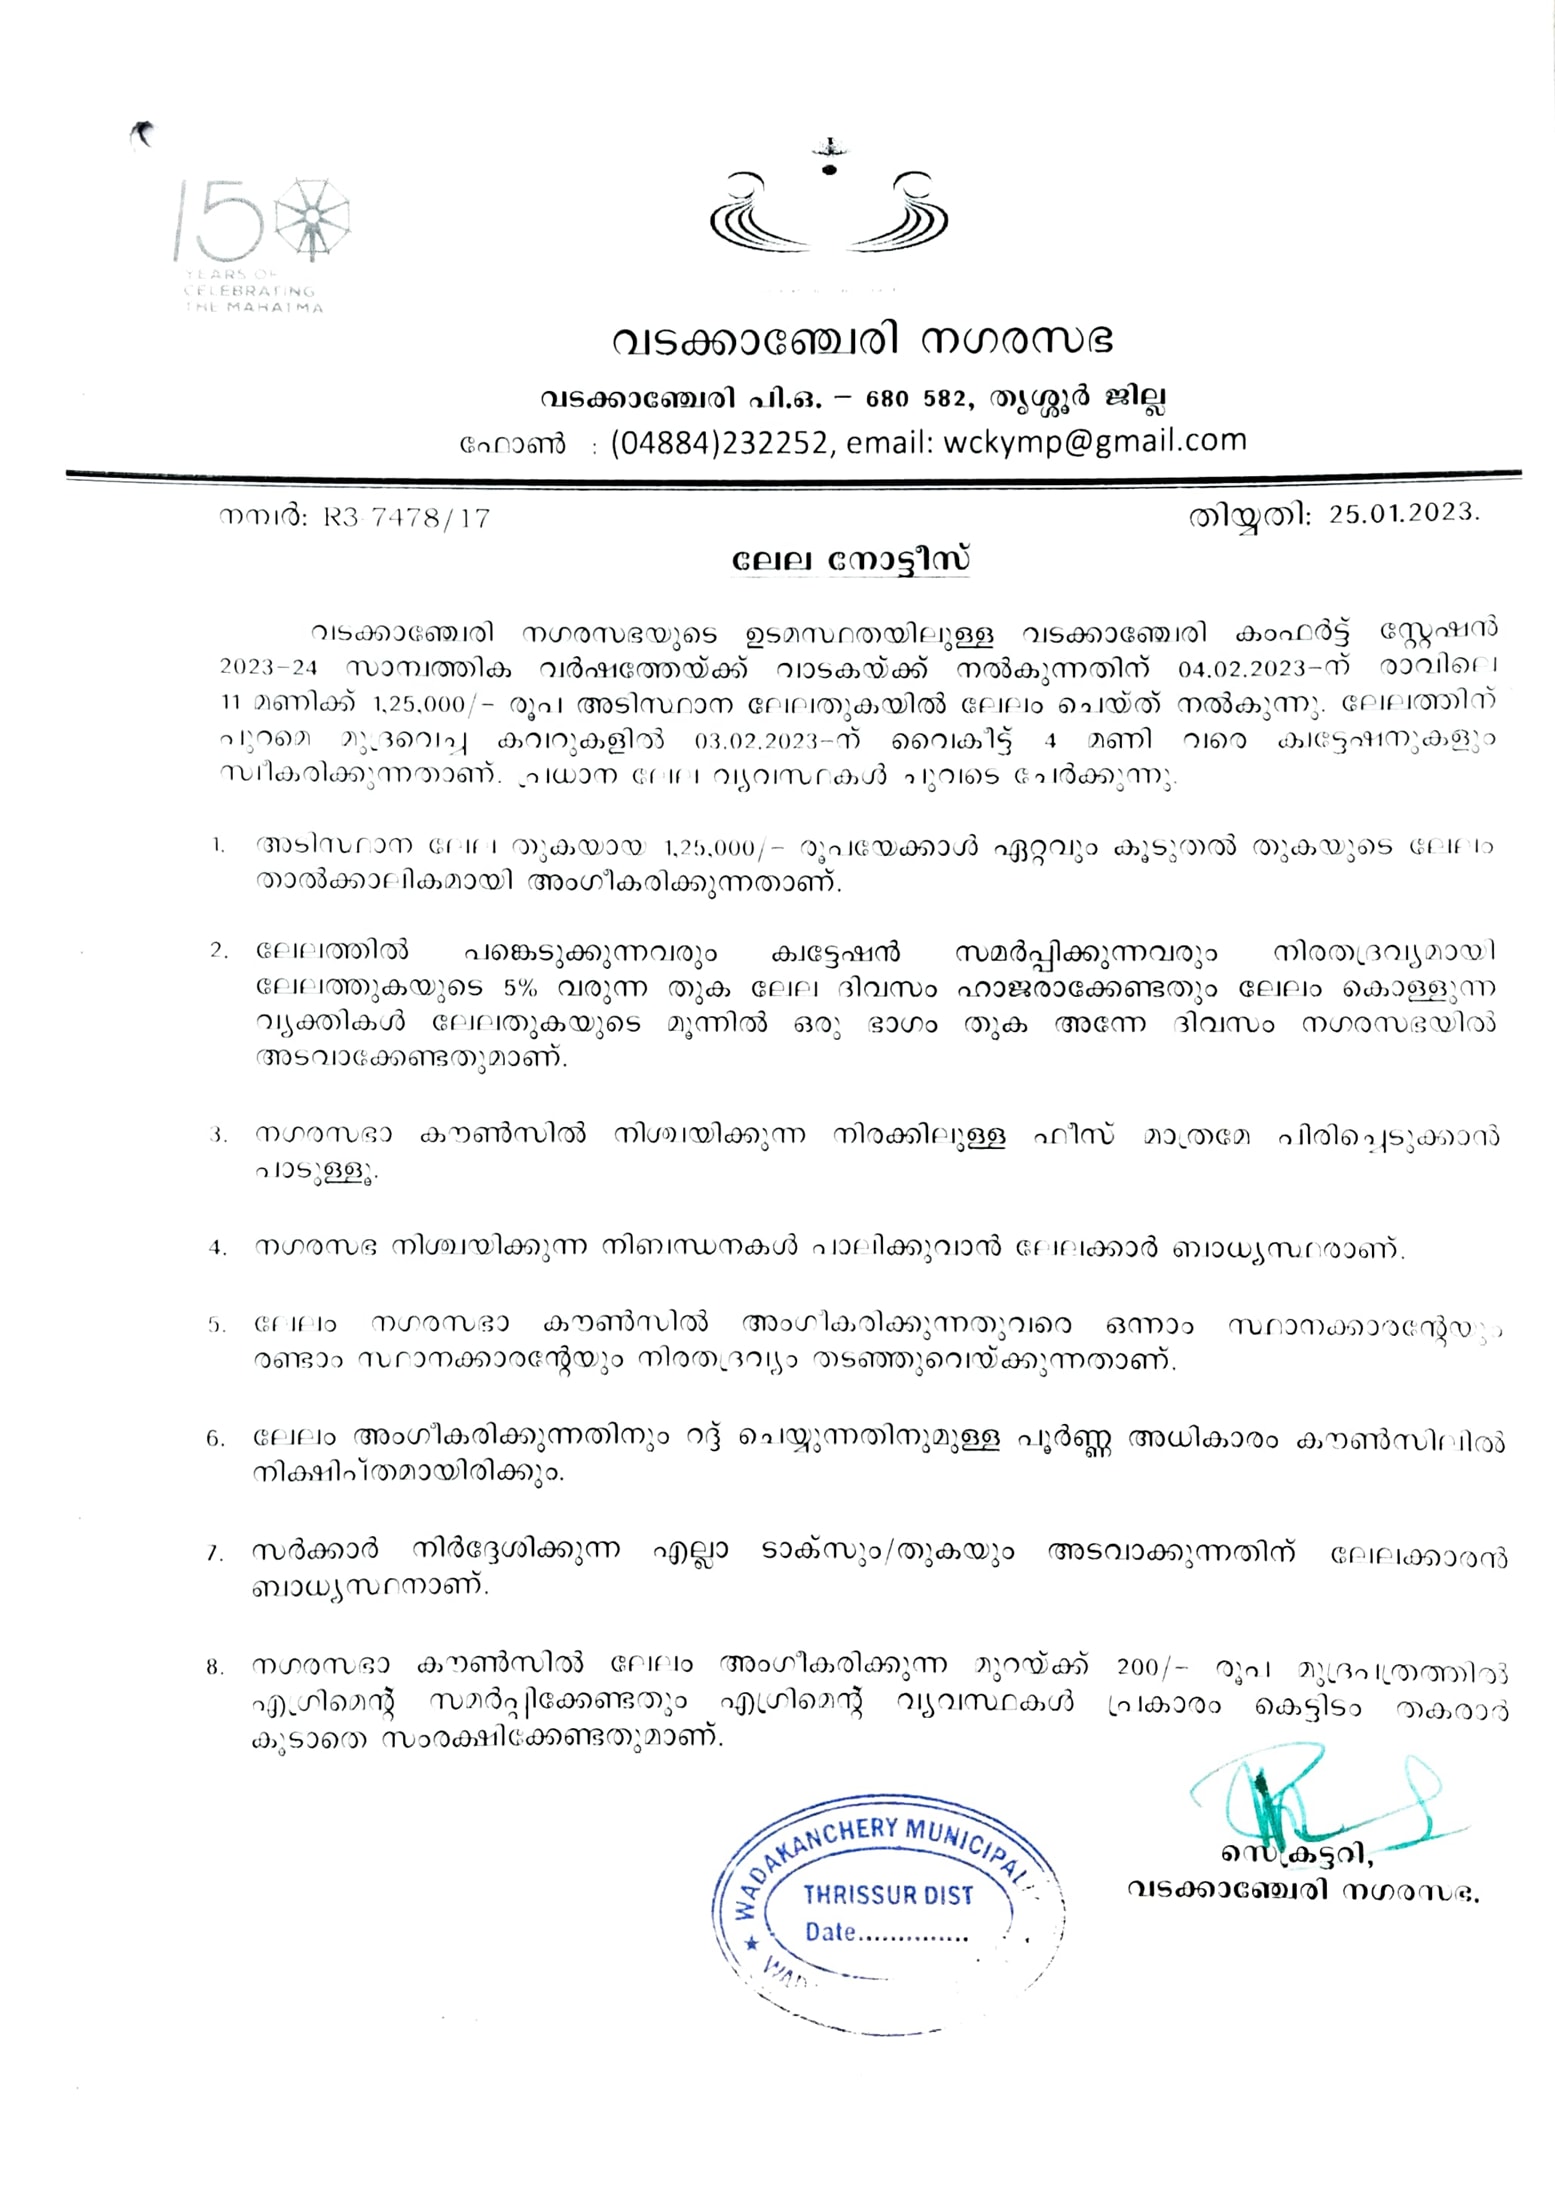 150
YEARS OF
CELEBRATING
THE MAHATMA
വടക്കാഞ്ചേരി നഗരസഭ
വടക്കാഞ്ചേരി പി.ഒ. – 680 582, തൃശ്ശൂർ ജില്ല
ഫോൺ : (04884)232252, email: wckymp@gmail.com
നമ്പർ: R3-7478/17
തിയ്യതി: 25.01.2023.
ലേല നോട്ടീസ്
വടക്കാഞ്ചേരി നഗരസഭയുടെ ഉടമസ്ഥതയിലുള്ള വടക്കാഞ്ചേരി കംഫർട്ട് സ്റ്റേഷൻ
2023-24 സാമ്പത്തിക വർഷത്തേയ്ക്ക് വാടകയ്ക്ക് നൽകുന്നതിന് 04.02.2023-ന് രാവിലെ
11 മണിക്ക് 1,25,000/- രൂപ അടിസ്ഥാന ലേലതുകയിൽ ലേലം ചെയ്ത് നൽകുന്നു. ലേലത്തിന്
പുറമെ മുദ്രവെച്ച കവറുകളിൽ 03.02.2023-ന് വൈകീട്ട് 4 മണി വരെ ക്വട്ടേഷനുകളും
സ്വീകരിക്കുന്നതാണ്. പ്രധാന ലേല വ്യവസ്ഥകൾ ചുവടെ ചേർക്കുന്നു.
1. അടിസ്ഥാന ലേല തുകയായ 1,25,000/- രൂപയേക്കാൾ ഏറ്റവും കൂടുതൽ തുകയുടെ ലേലം
താൽക്കാലികമായി അംഗീകരിക്കുന്നതാണ്.
2. ലേലത്തിൽ പങ്കെടുക്കുന്നവരും ക്വട്ടേഷൻ സമർപ്പിക്കുന്നവരും നിരതദ്രവ്യമായി
ലേലത്തുകയുടെ 5% വരുന്ന തുക ലേല ദിവസം ഹാജരാക്കേണ്ടതും ലേലം കൊള്ളുന്ന
വ്യക്തികൾ ലേലതുകയുടെ മൂന്നിൽ ഒരു ഭാഗം തുക അന്നേ ദിവസം നഗരസഭയിൽ
അടവാക്കേണ്ടതുമാണ്.
3. നഗരസഭാ കൗൺസിൽ നിശ്ചയിക്കുന്ന നിരക്കിലുള്ള ഫീസ് മാത്രമേ പിരിച്ചെടുക്കാൻ
പാടുള്ളൂ.
4. നഗരസഭ നിശ്ചയിക്കുന്ന നിബന്ധനകൾ പാലിക്കുവാൻ ലേലക്കാർ ബാധ്യസ്ഥരാണ്.
5. ലേലം നഗരസഭാ കൗൺസിൽ അംഗീകരിക്കുന്നതുവരെ ഒന്നാം സ്ഥാനക്കാരന്റേയും
രണ്ടാം സ്ഥാനക്കാരന്റേയും നിരതദ്രവ്യം തടഞ്ഞുവെയ്ക്കുന്നതാണ്.
6. ലേലം അംഗീകരിക്കുന്നതിനും റദ്ദ് ചെയ്യുന്നതിനുമുള്ള പൂർണ്ണ അധികാരം കൗൺസിലിൽ
നിക്ഷിപ്തമായിരിക്കും.
7. സർക്കാർ നിർദ്ദേശിക്കുന്ന എല്ലാ ടാക്സും/തുകയും അടവാക്കുന്നതിന് ലേലക്കാരൻ
ബാധ്യസ്ഥനാണ്.
8. നഗരസഭാ കൗൺസിൽ ലേലം അംഗീകരിക്കുന്ന മുറയ്ക്ക് 200/- രൂപ മുദ്രപത്രത്തിൽ
എഗ്രിമെന്റ് സമർപ്പിക്കേണ്ടതും എഗ്രിമെന്റ് വ്യവസ്ഥകൾ പ്രകാരം കെട്ടിടം തകരാർ
കൂടാതെ സംരക്ഷിക്കേണ്ടതുമാണ്.
സെക്രട്ടറി,
വടക്കാഞ്ചേരി നഗരസഭ.
WADAKANCHERY MUNICIPALI
THRISSUR DIST
Date..............
★ WAD